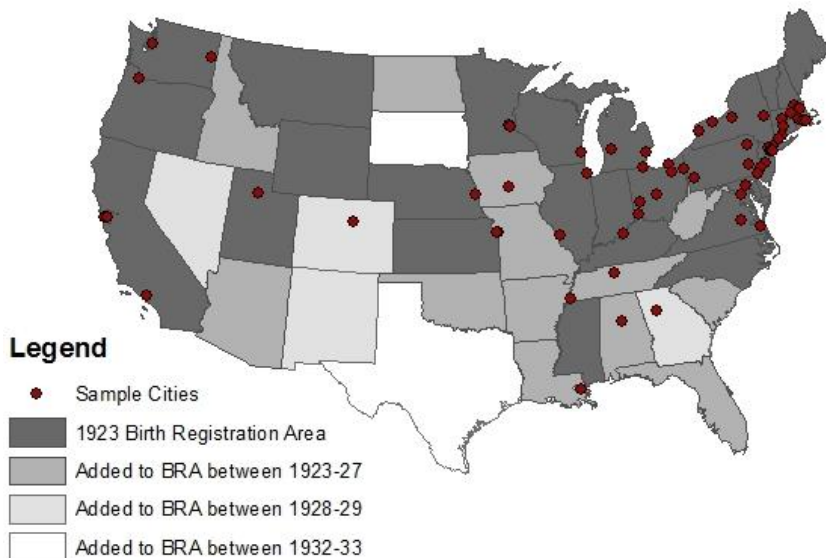 Legend
Sample Cities
1923 Birth Registration Area
Added to BRA between 1923-27
Added to BRA between 1928-29
Added to BRA between 1932-33